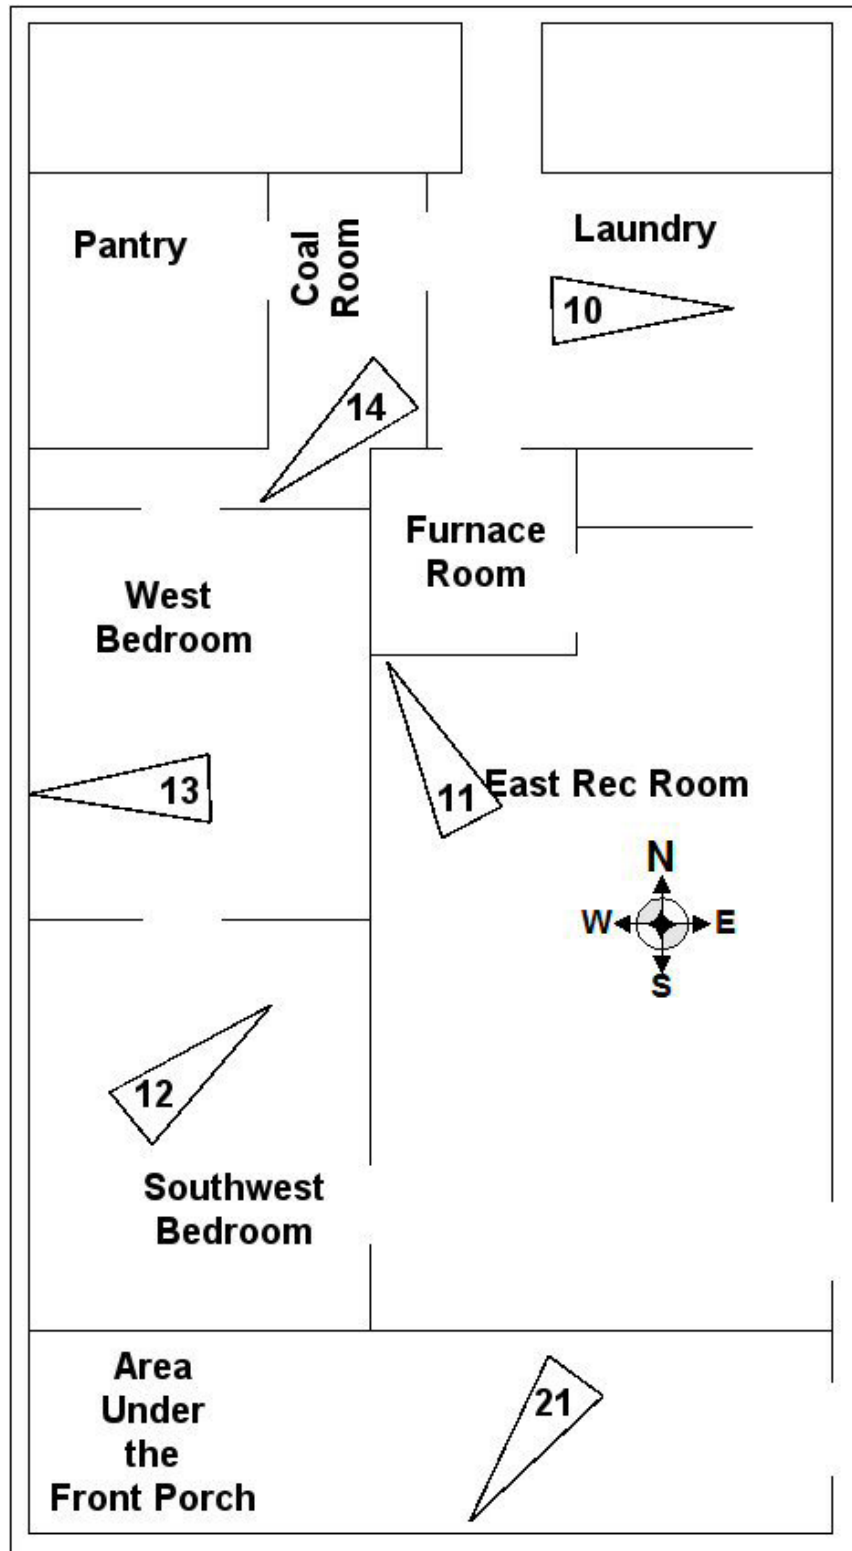 Pantry
Coal
Room
Laundry
10
14
Furnace
Room
West
Bedroom
13
11
East Rec Room
N
W
E
S
12
Southwest
Bedroom
Area
Under
the
Front Porch
21